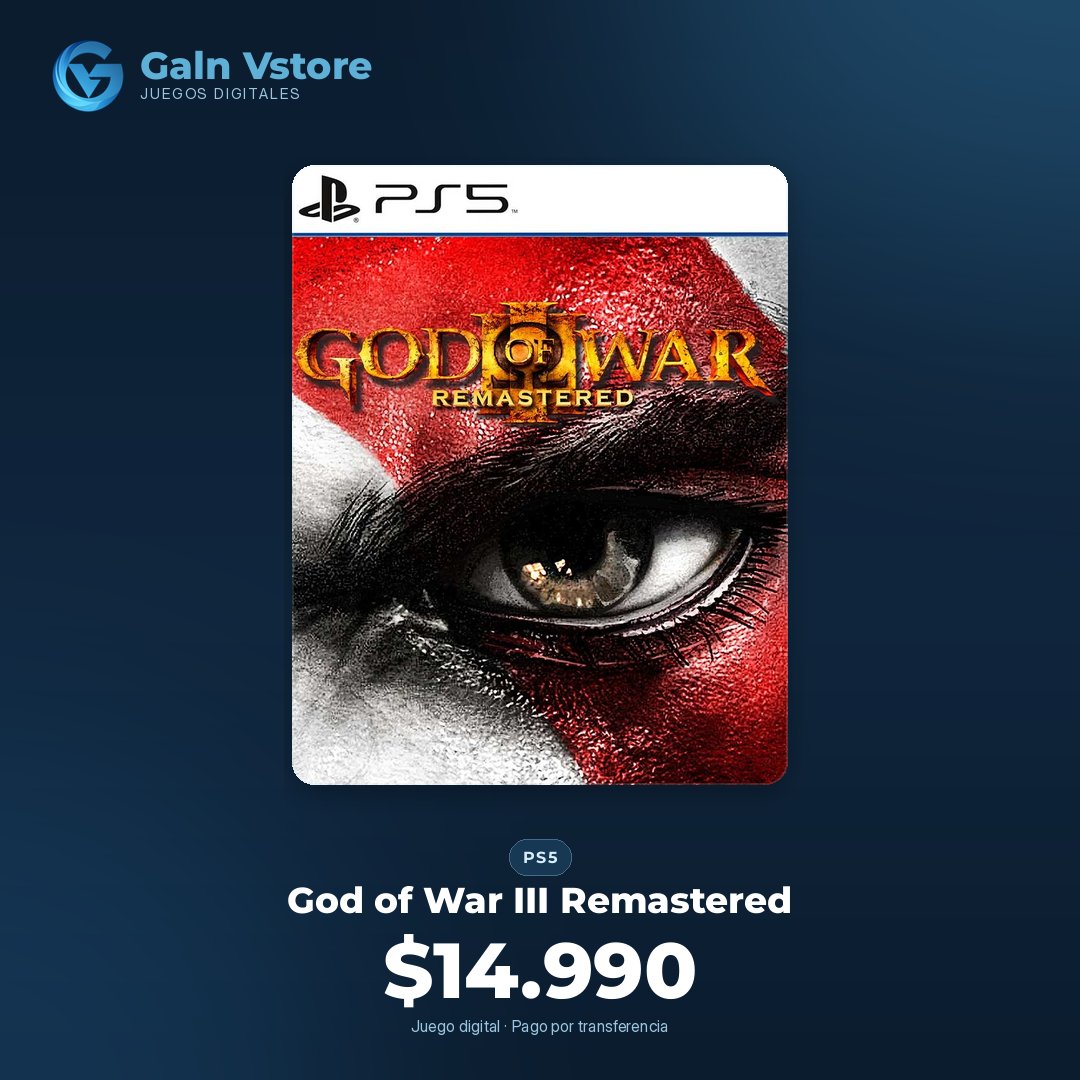 Galn Vstore
JUEGOS DIGITALES
PS5
GOD OF WAR
III
REMASTERED
PS5
God of War III Remastered
$14.990
Juego digital · Pago por transferencia